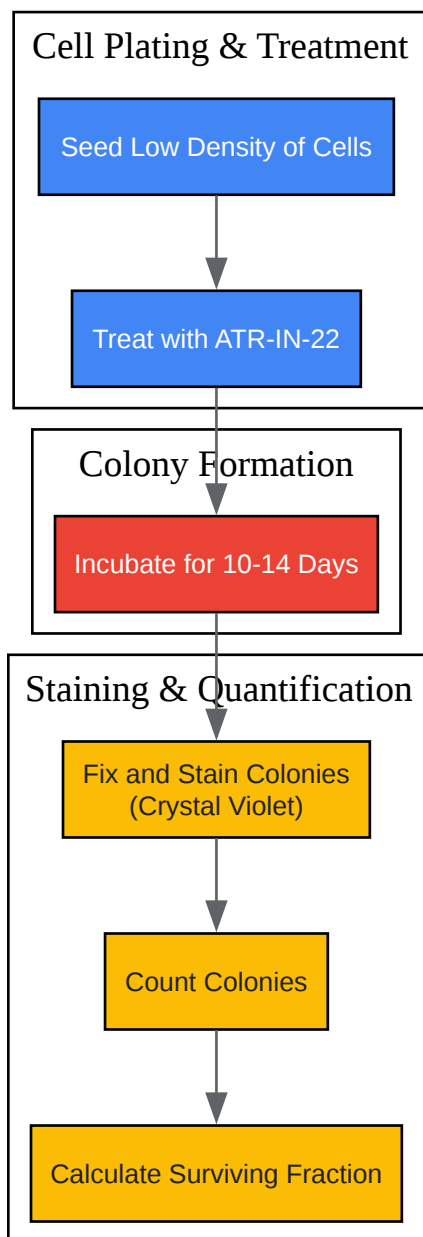 Cell Plating & Treatment
Seed Low Density of Cells
Treat with ATR-IN-22
Colony Formation
Incubate for 10-14 Days
Staining & Quantification
Fix and Stain Colonies
(Crystal Violet)
Count Colonies
Calculate Surviving Fraction